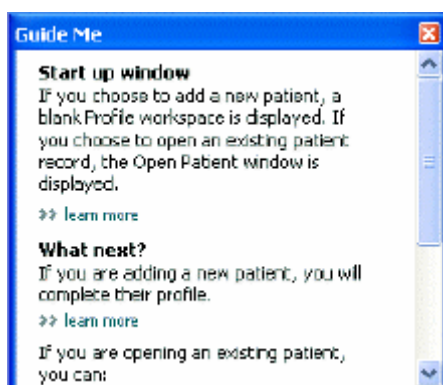 Guide Me
Start up window
If you choose to add a new patient, a
blank Profile workspace is displayed. If
you choose to open an existing patient
record, the Open Patient window is
displayed.
>> learn more
What next?
If you are adding a new patient, you will
complete their profile.
>> learn more
If you are opening an existing patient,
you can: